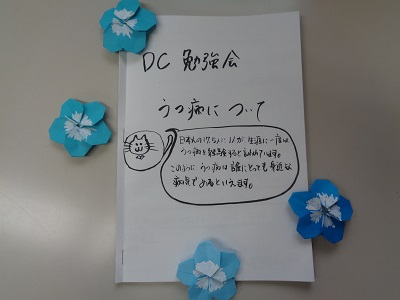 DC 勉強会
うつ病について
日本人の17人に1人が、生涯に一度は
うつ病を経験すると言われています。
このように うつ病は誰にとっても身近な
病気であるといえます。